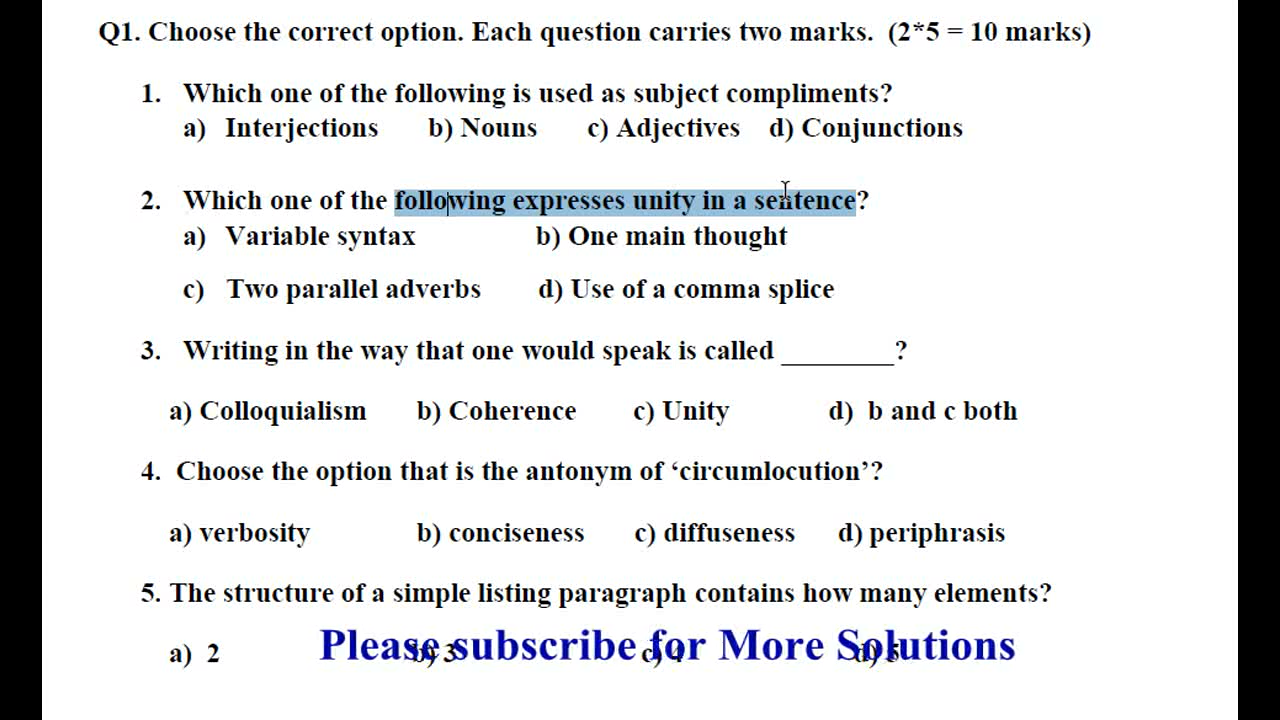 Q1. Choose the correct option. Each question carries two marks. (2*5 = 10 marks)
1. Which one of the following is used as subject compliments?
a) Interjections b) Nouns c) Adjectives d) Conjunctions
2. Which one of the following expresses unity in a sentence?
a) Variable syntax b) One main thought
c) Two parallel adverbs d) Use of a comma splice
3. Writing in the way that one would speak is called ________?
a) Colloquialism b) Coherence c) Unity d) b and c both
4. Choose the option that is the antonym of ‘circumlocution’?
a) verbosity b) conciseness c) diffuseness d) periphrasis
5. The structure of a simple listing paragraph contains how many elements?
Please subscribe for More Solutions
a) 2 b) 3 c) 4 d) 5